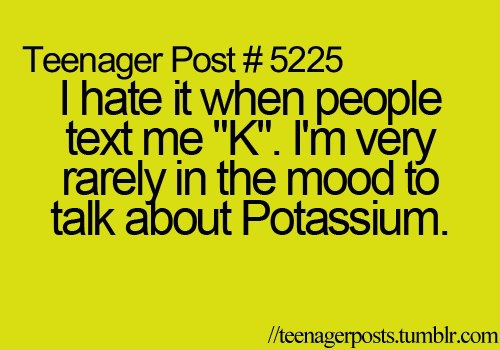 Teenager Post # 5225
I hate it when people
text me "K". I'm very
rarely in the mood to
talk about Potassium.
//teenagerposts.tumblr.com